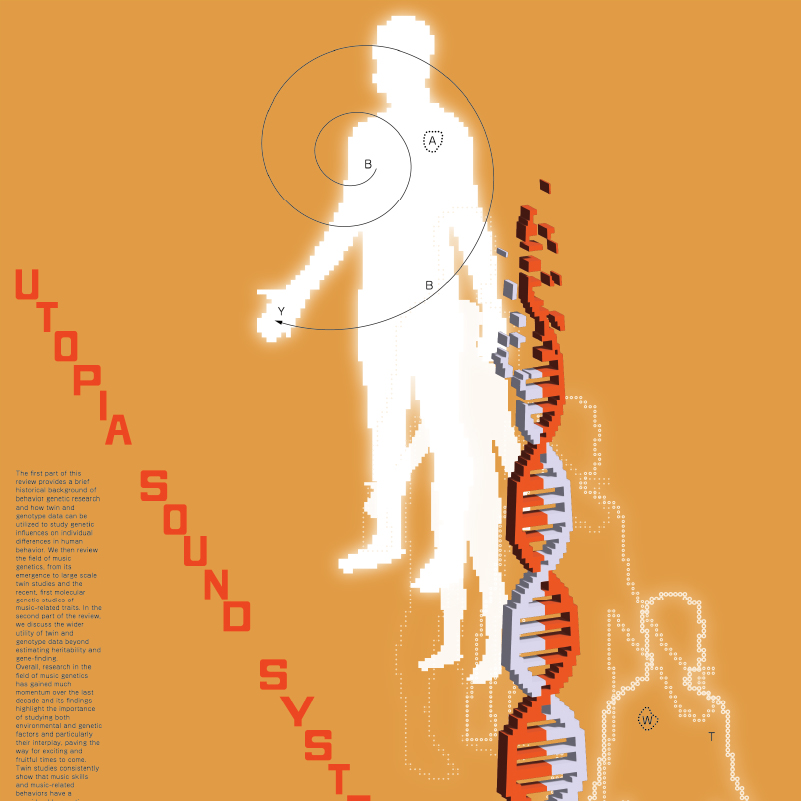 A
B
B
Y
UTOPIA
SOUND
SYST
The first part of this
review provides a brief
historical background of
behavior genetic research
and how twin and
genotype data can be
utilized to study genetic
influences on individual
differences in human
behavior. We then review
the field of music
genetics, from its
emergence to large scale
twin studies and the
recent, first molecular
genetic studies of
music-related traits. In the
second part of the review,
we discuss the wider
utility of twin and
genotype data beyond
estimating heritability and
gene-finding.
Overall, research in the
field of music genetics
has gained much
momentum over the last
decade and its findings
highlight the importance
of studying both
environmental and genetic
factors and particularly
their interplay, paving the
way for exciting and
fruitful times to come.
Twin studies consistently
show that music skills
and music-related
behaviors have a
W
T